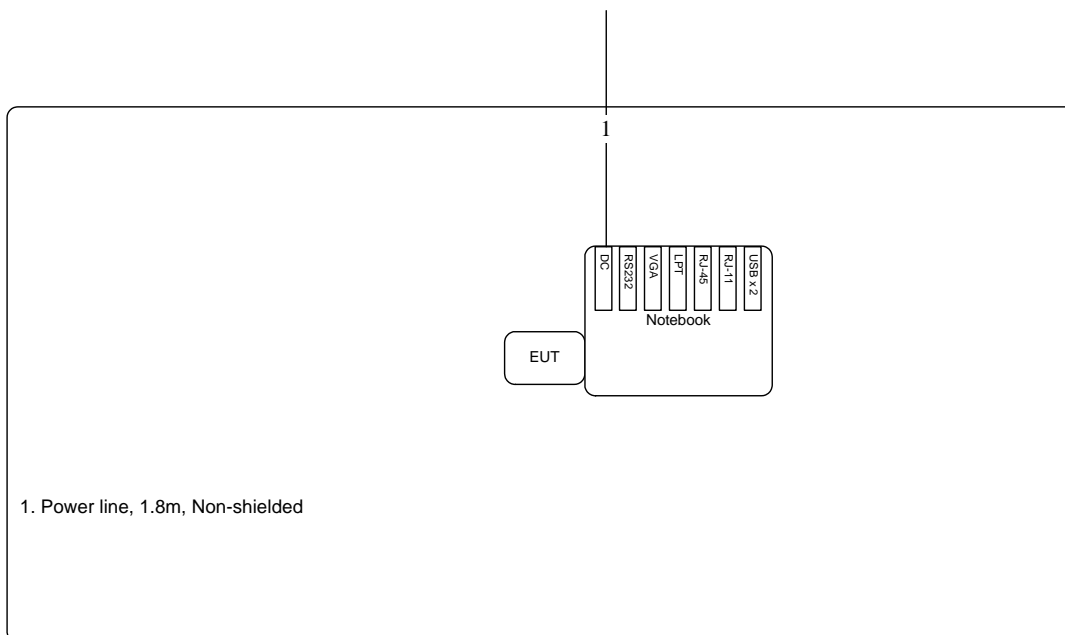 1
DC
RS232
VGA
LPT
RJ-45
RJ-11
USB x 2
Notebook
EUT
1. Power line, 1.8m, Non-shielded